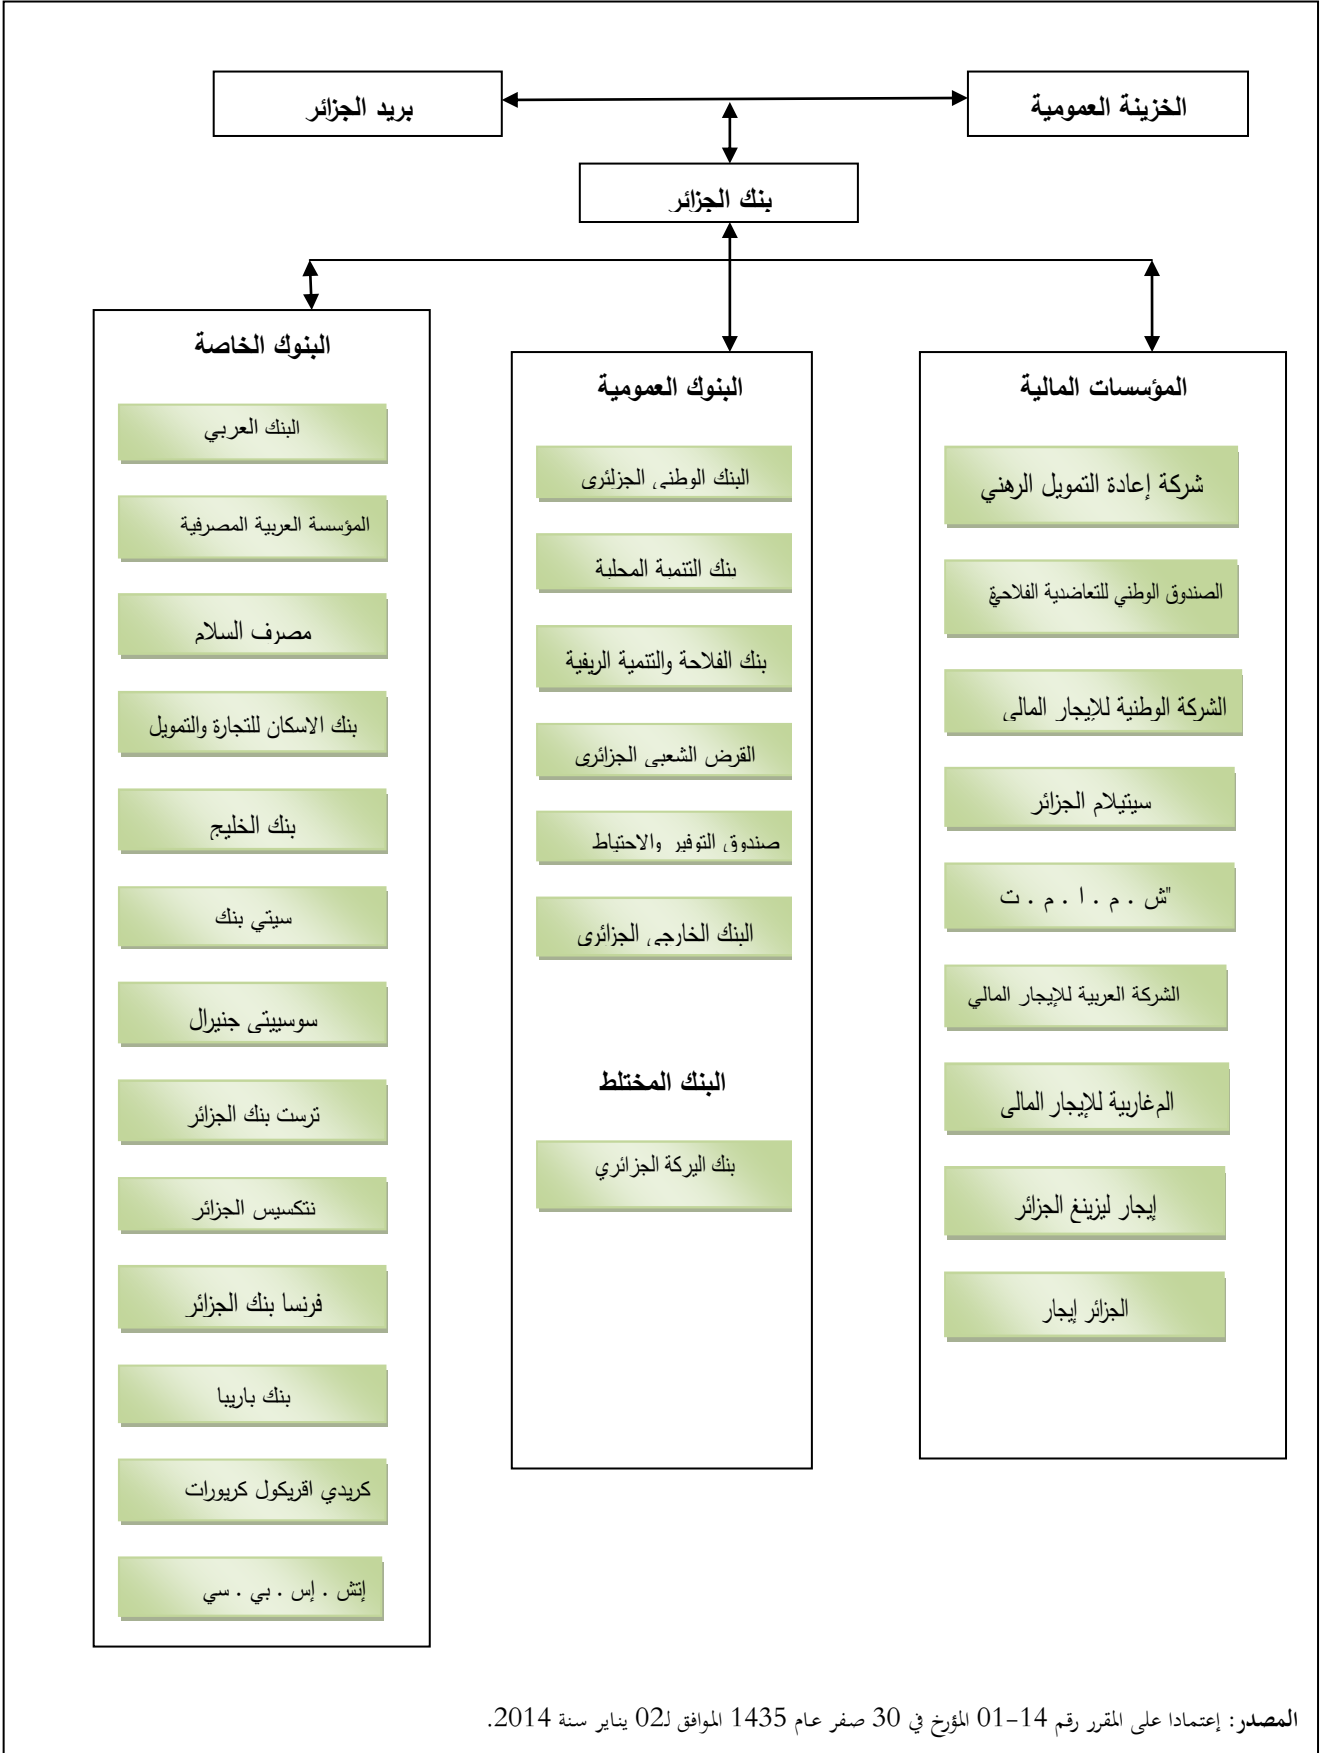 الخزينة العمومية
بريد الجزائر
بنك الجزائر
المؤسسات المالية
شركة إعادة التمويل الرهني
الصندوق الوطني للتعاضدية الفلاحية
الشركة الوطنية للإيجار المالي
سيتيلام الجزائر
"ش . م . ا . م . ت
الشركة العربية للإيجار المالي
المغاربية للإيجار المالي
إيجار ليزينغ الجزائر
الجزائر إيجار
البنوك العمومية
البنك الوطني الجزلئري
بنك التنمية المحلية
بنك الفلاحة والتنمية الريفية
القرض الشعبي الجزائري
صندوق التوفير والاحتياط
البنك الخارجي الجزائري
البنك المختلط
بنك اليركة الجزائري
البنوك الخاصة
البنك العربي
المؤسسة العربية المصرفية
مصرف السلام
بنك الاسكان للتجارة والتمويل
بنك الخليج
سيتي بنك
سوسييتي جنيرال
ترست بنك الجزائر
نتكسيس الجزائر
فرنسا بنك الجزائر
بنك باريبا
كريدي اقريكول كريورات
إتش . إس . بي . سي
المصدر: إعتمادا على المقرر رقم 14-01 المؤرخ في 30 صفر عام 1435 الموافق لـ02 يناير سنة 2014.